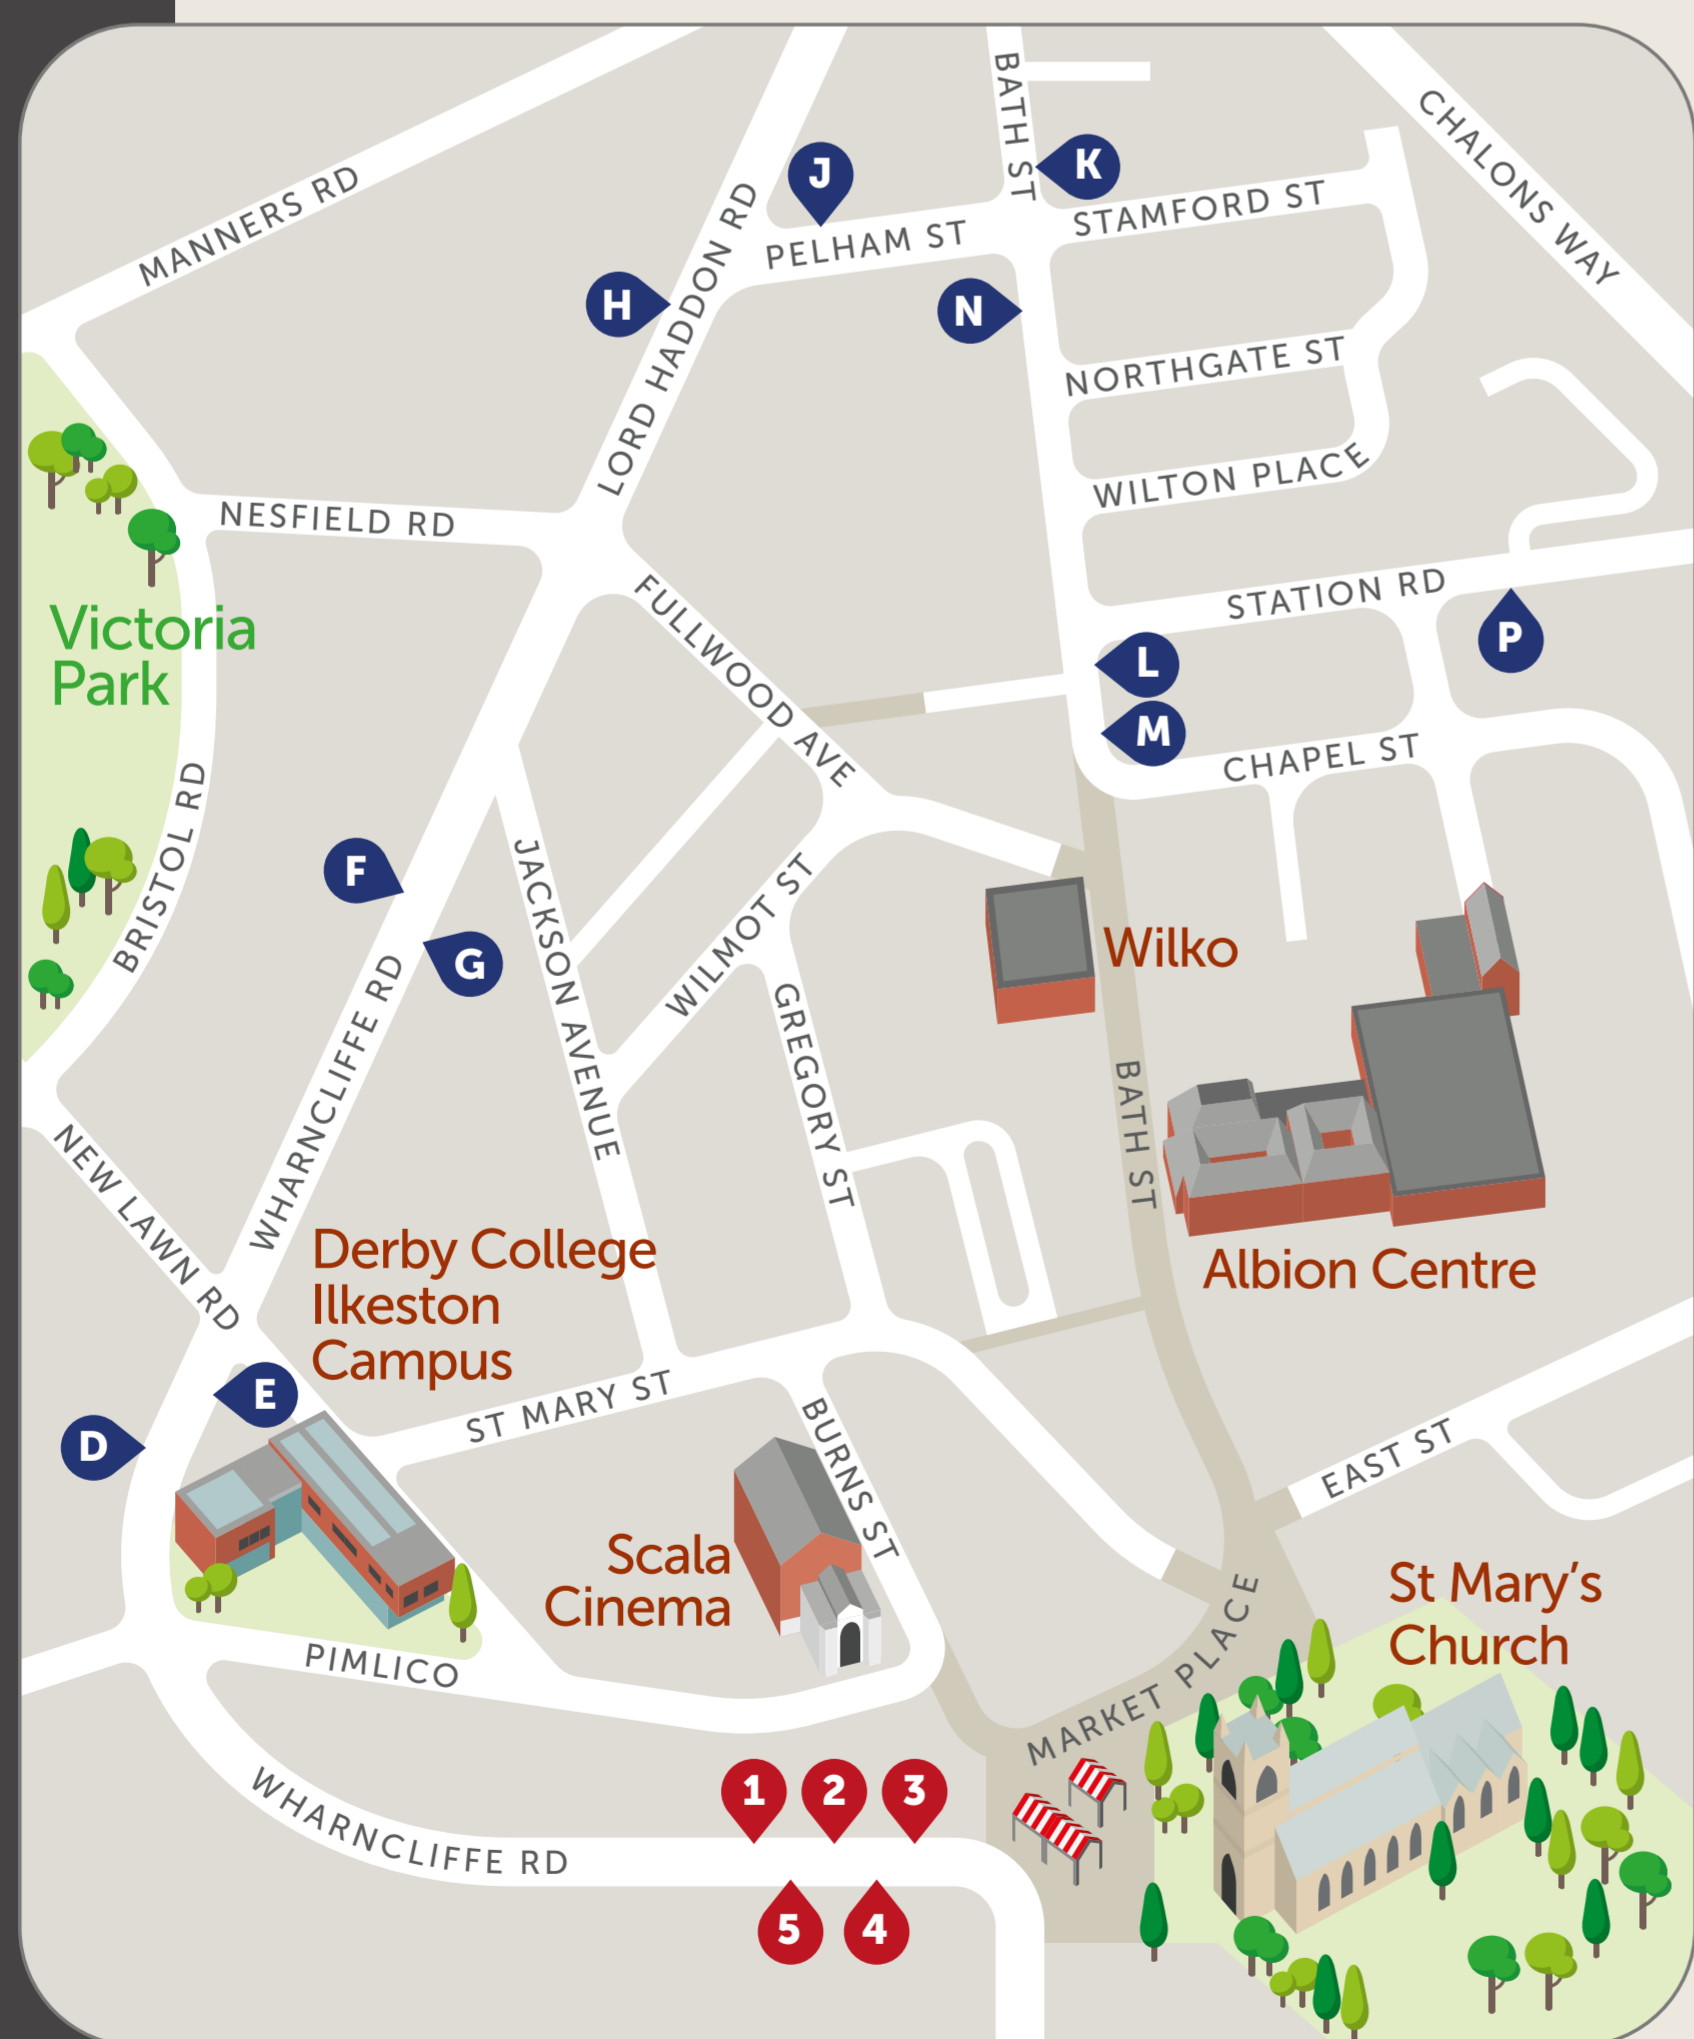 BATH ST
CHALONS WAY
MANNERS RD
J
K
STAMFORD ST
PELHAM ST
LORD HADDON RD
H
N
NORTHGATE ST
WILTON PLACE
NESFIELD RD
STATION RD
FULLWOOD AVE
Victoria
Park
P
L
M
CHAPEL ST
BRISTOL RD
F
G
JACKSON AVENUE
WILMOT ST
Wilko
WHARNCLIFFE RD
GREGORY ST
BATH ST
NEW LAWN RD
Derby College
Ilkeston
Campus
Albion Centre
E
D
ST MARY ST
BURNS ST
EAST ST
Scala
Cinema
St Mary's
Church
PIMLICO
MARKET PLACE
WHARNCLIFFE RD
1 2 3
5 4